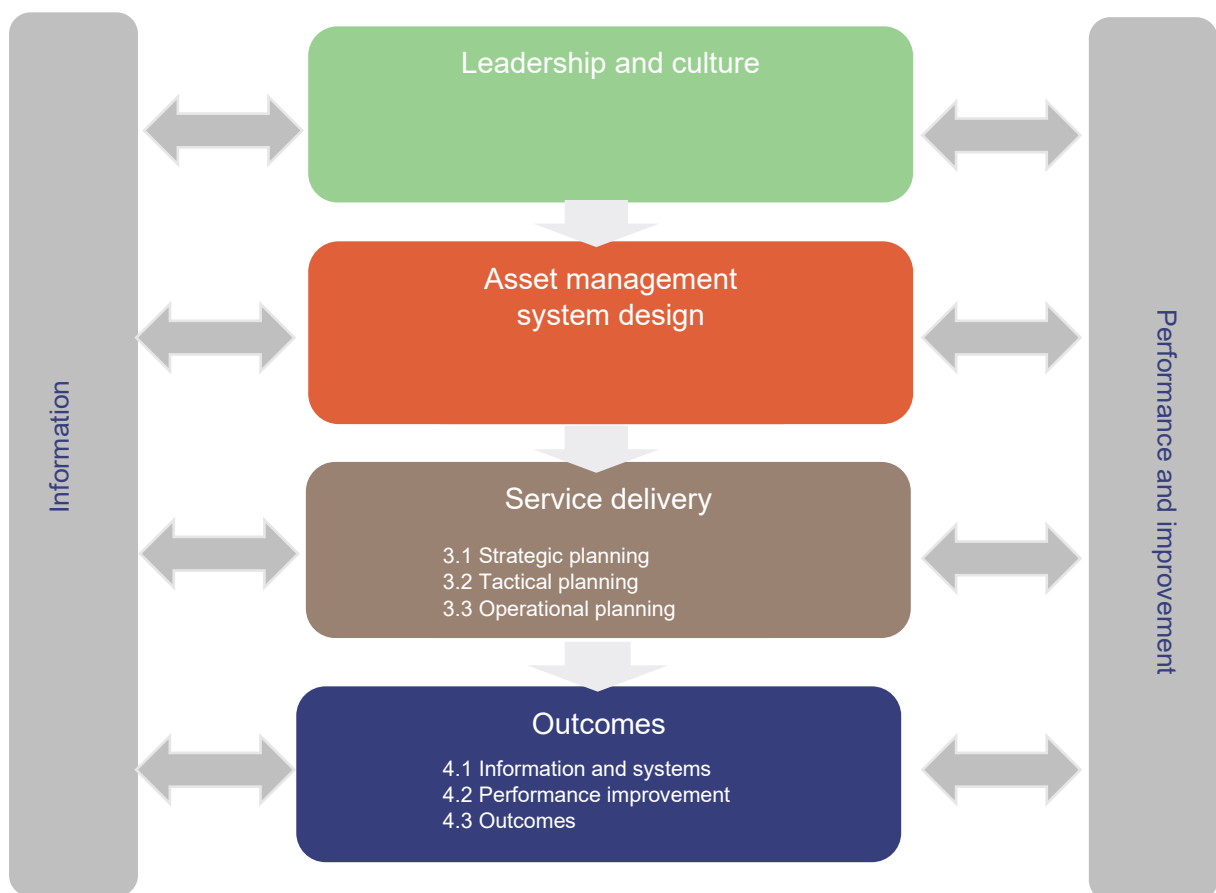 Information
Leadership and culture
Asset management
system design
Service delivery
3.1 Strategic planning
3.2 Tactical planning
3.3 Operational planning
Outcomes
4.1 Information and systems
4.2 Performance improvement
4.3 Outcomes
Performance and improvement